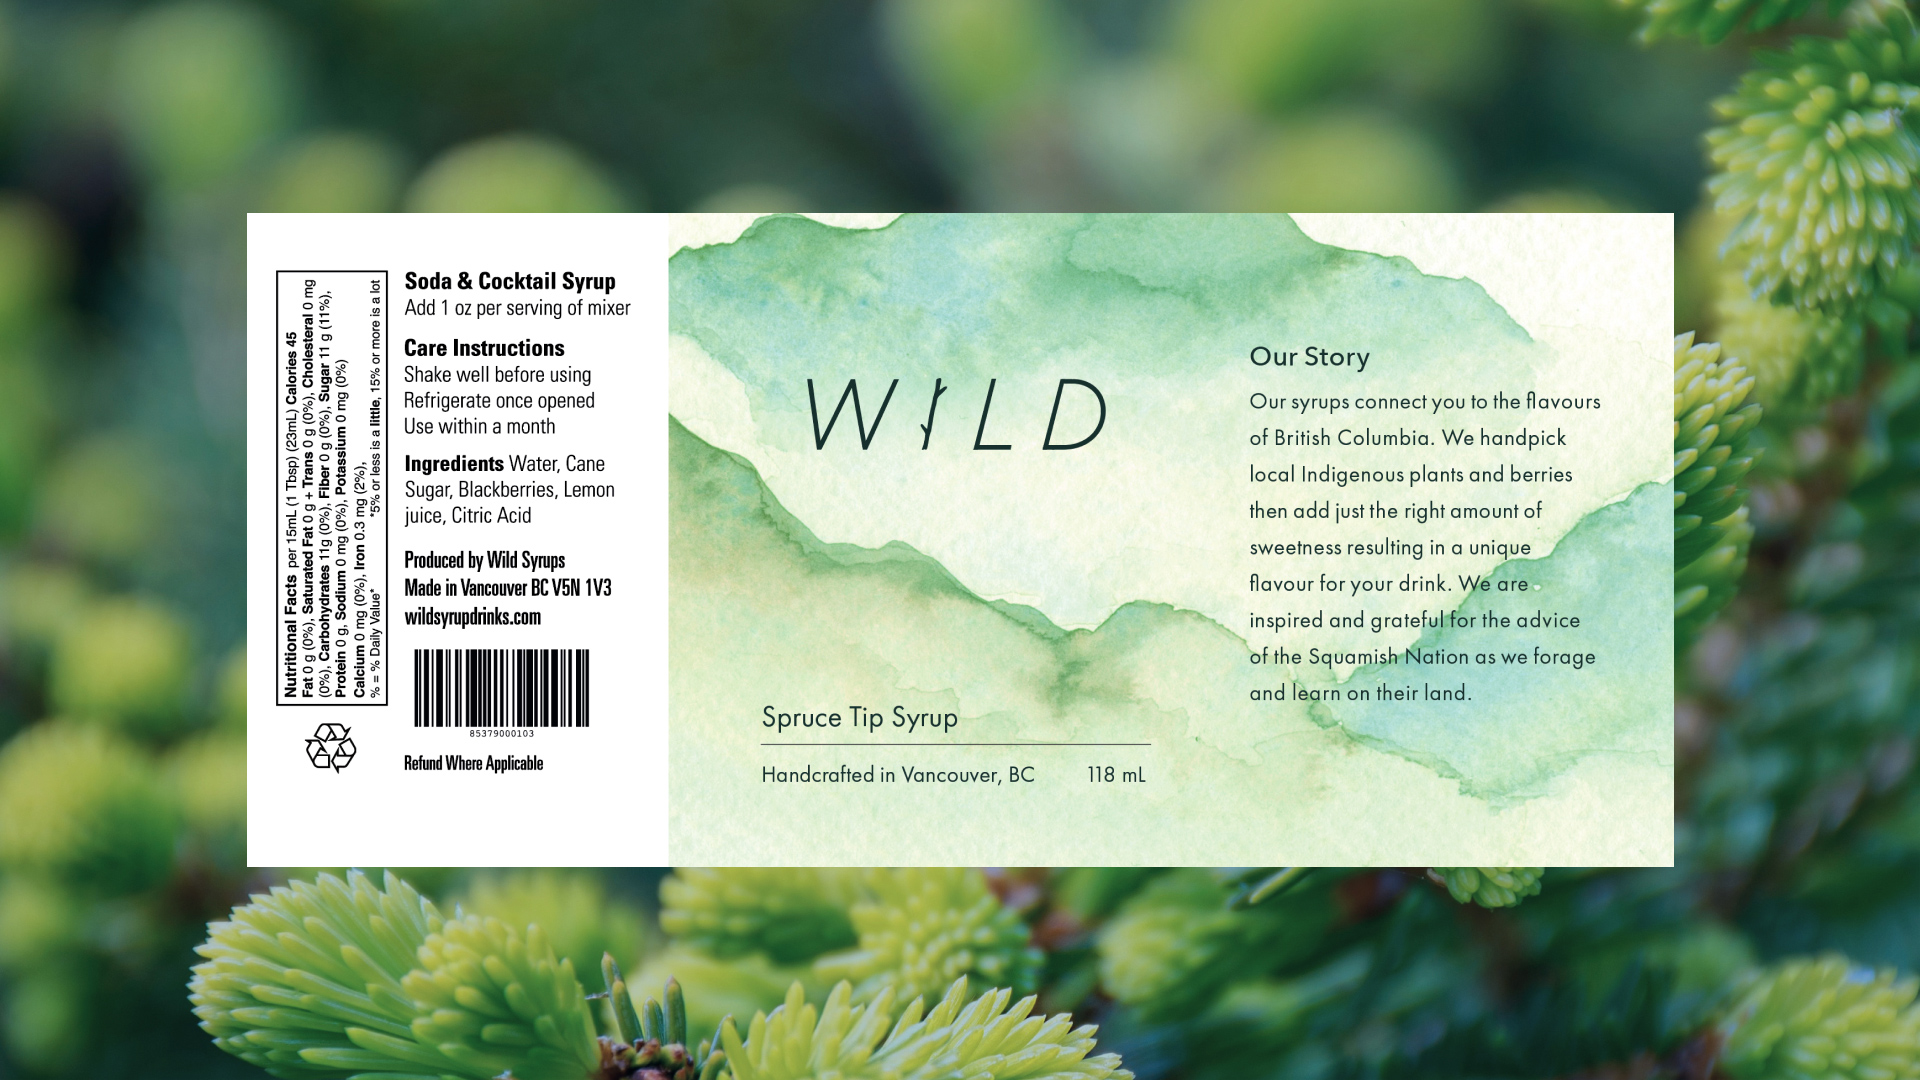 Nutritional Facts per 15mL (1 Tbsp) (23mL) Calories 45
Fat 0 g (0%), Saturated Fat 0 g + Trans 0 g (0%), Cholesteral 0 mg
(0%), Carbohydrates 11g (0%), Fiber 0 g (0%), Sugar 11 g (11%),
Protein 0 g, Sodium 0 mg (0%), Potassium 0 mg (0%)
Calcium 0 mg (0%), Iron 0.3 mg (2%),
% = % Daily Value* *5% or less is a little, 15% or more is a lot
Soda & Cocktail Syrup
Add 1 oz per serving of mixer
Care Instructions
Shake well before using
Refrigerate once opened
Use within a month
Ingredients Water, Cane
Sugar, Blackberries, Lemon
juice, Citric Acid
Produced by Wild Syrups
Made in Vancouver BC V5N 1V3
wildsyrupdrinks.com
85379000103
Refund Where Applicable
WILD
Spruce Tip Syrup
Handcrafted in Vancouver, BC 118 mL
Our Story
Our syrups connect you to the flavours
of British Columbia. We handpick
local Indigenous plants and berries
then add just the right amount of
sweetness resulting in a unique
flavour for your drink. We are
inspired and grateful for the advice
of the Squamish Nation as we forage
and learn on their land.